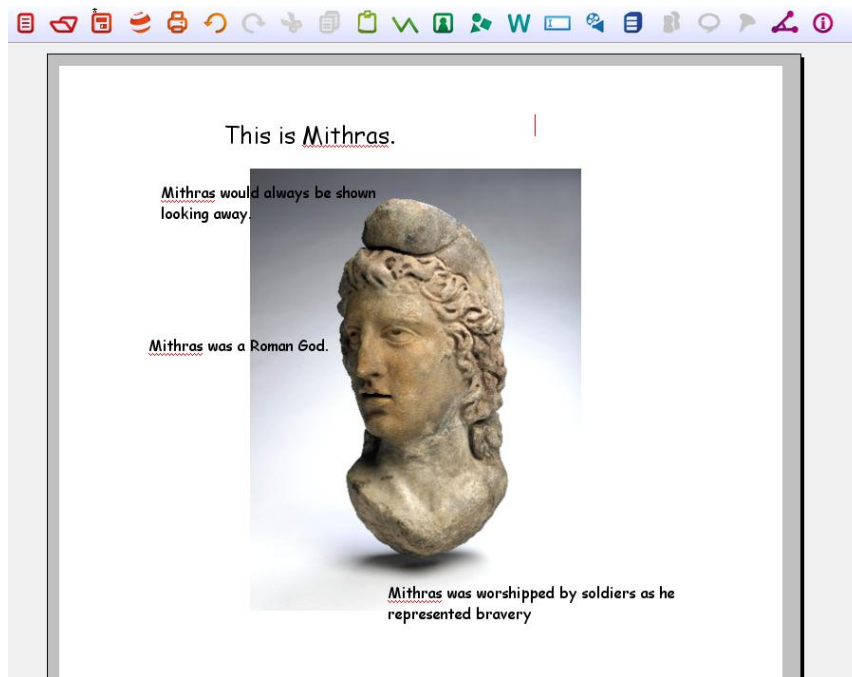 This is Mithras.
Mithras would always be shown
looking away.
Mithras was a Roman God.
Mithras was worshipped by soldiers as he
represented bravery